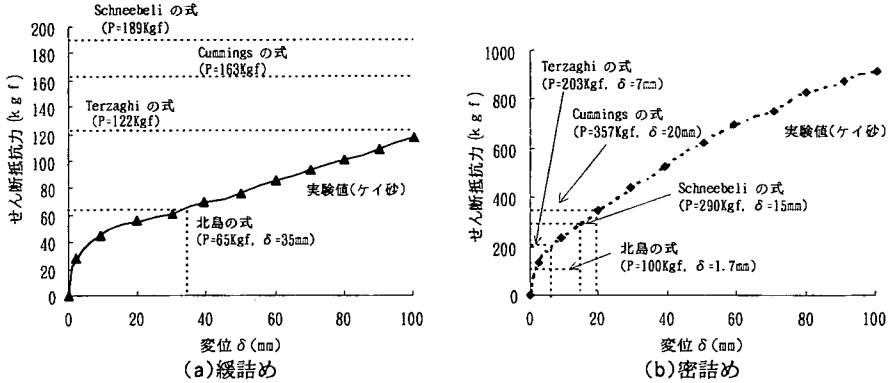 Schneebeli の式
(P=189Kgf)
Cummings の式
(P=163Kgf)
Terzaghi の式
(P=122Kgf)
実験値(ケイ砂)
北島の式
(P=65Kgf, δ=35mm)
せん断抵抗力(kgf)
200
180
160
140
120
100
80
60
40
20
0
0 20 40 60 80 100
変位δ(mm)
(a)緩詰め
Terzaghi の式
(P=203Kgf, δ=7mm)
Cummings の式
(P=357Kgf, δ=20mm)
実験値(ケイ砂)
Schneebeli の式
(P=290Kgf, δ=15mm)
北島の式
(P=100Kgf, δ=1.7mm)
せん断抵抗力(kgf)
1000
800
600
400
200
0
0 20 40 60 80 100
変位δ(mm)
(b)密詰め